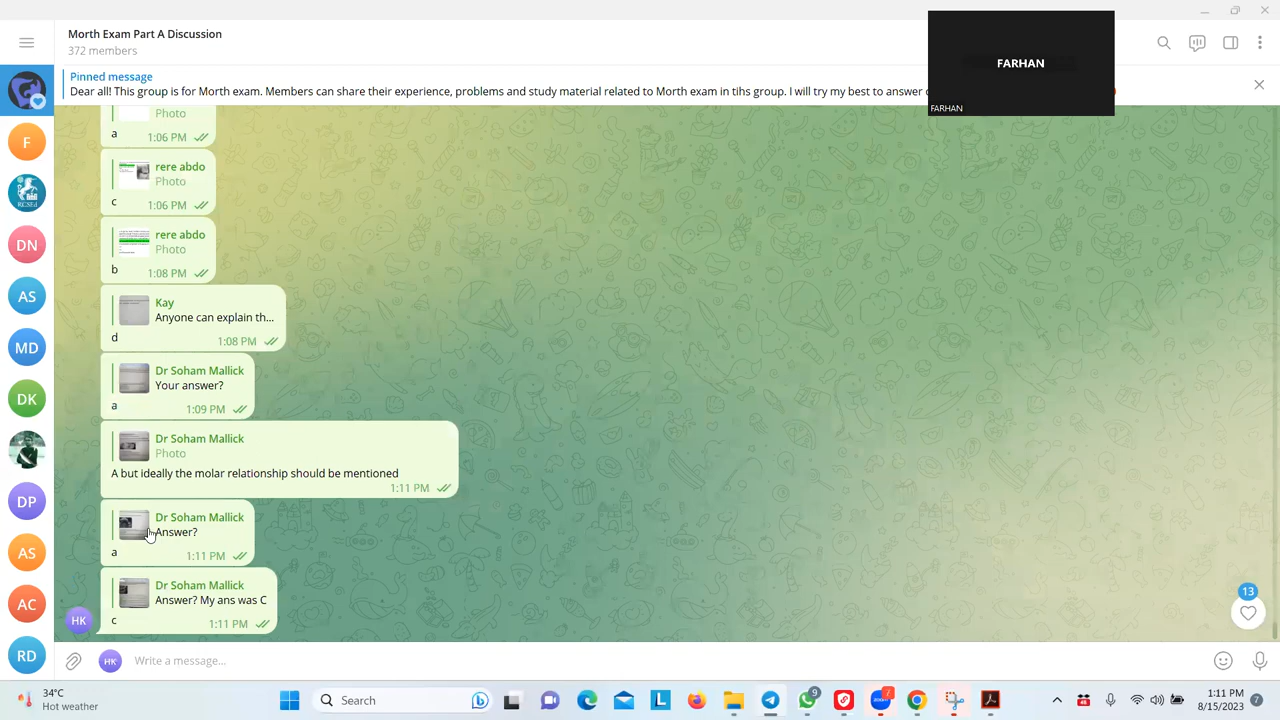 Morth Exam Part A Discussion
372 members
Pinned message
Dear all! This group is for Morth exam. Members can share their experience, problems and study material related to Morth exam in tihs group. I will try my best to answer
FARHAN
FARHAN
F
RCSEd
DN
AS
MD
DK
DP
AS
AC
RD
Photo
a
1:06 PM
rere abdo
Photo
c
1:06 PM
rere abdo
Photo
b
1:08 PM
Kay
Anyone can explain th...
d
1:08 PM
Dr Soham Mallick
Your answer?
a
1:09 PM
Dr Soham Mallick
Photo
A but ideally the molar relationship should be mentioned
1:11 PM
Dr Soham Mallick
Answer?
a
1:11 PM
Dr Soham Mallick
Answer? My ans was C
c
1:11 PM
HK
13
HK
Write a message...
34°C
Hot weather
Search
L
9
7
zoom
48
1:11 PM
8/15/2023
7